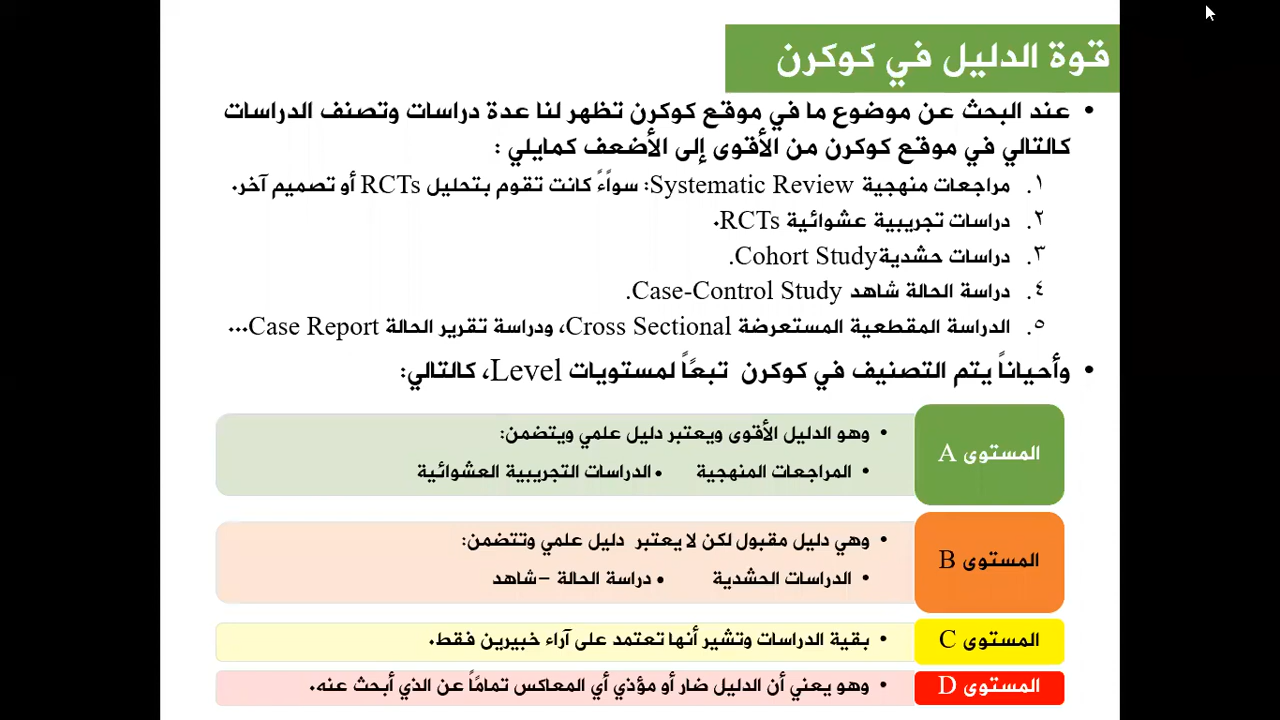 قوة الدليل في كوكرن
• عند البحث عن موضوع ما في موقع كوكرن تظهر لنا عدة دراسات وتصنف الدراسات
كالتالي في موقع كوكرن من الأقوى إلى الأضعف كمايلي :
١. مراجعات منهجية Systematic Review: سواًءً كانت تقوم بتحليل RCTs أو تصميم آخر.
٢. دراسات تجريبية عشوائية RCTs.
٣. دراسات حشدية Cohort Study.
٤. دراسة الحالة شاهد Case-Control Study.
٥. الدراسة المقطعية المستعرضة Cross Sectional، ودراسة تقرير الحالة Case Report...
• وأحياناً يتم التصنيف في كوكرن تبعًاً لمستويات Level، كالتالي:
المستوى A
• وهو الدليل الأقوى ويعتبر دليل علمي ويتضمن:
• المراجعات المنهجية • الدراسات التجريبية العشوائية
المستوى B
• وهي دليل مقبول لكن لا يعتبر دليل علمي وتتضمن:
• الدراسات الحشدية • دراسة الحالة –شاهد
المستوى C
• بقية الدراسات وتشير أنها تعتمد على آراء خبيرين فقط.
المستوى D
• وهو يعني أن الدليل ضار أو مؤذي أي المعاكس تمامًاً عن الذي أبحث عنه.